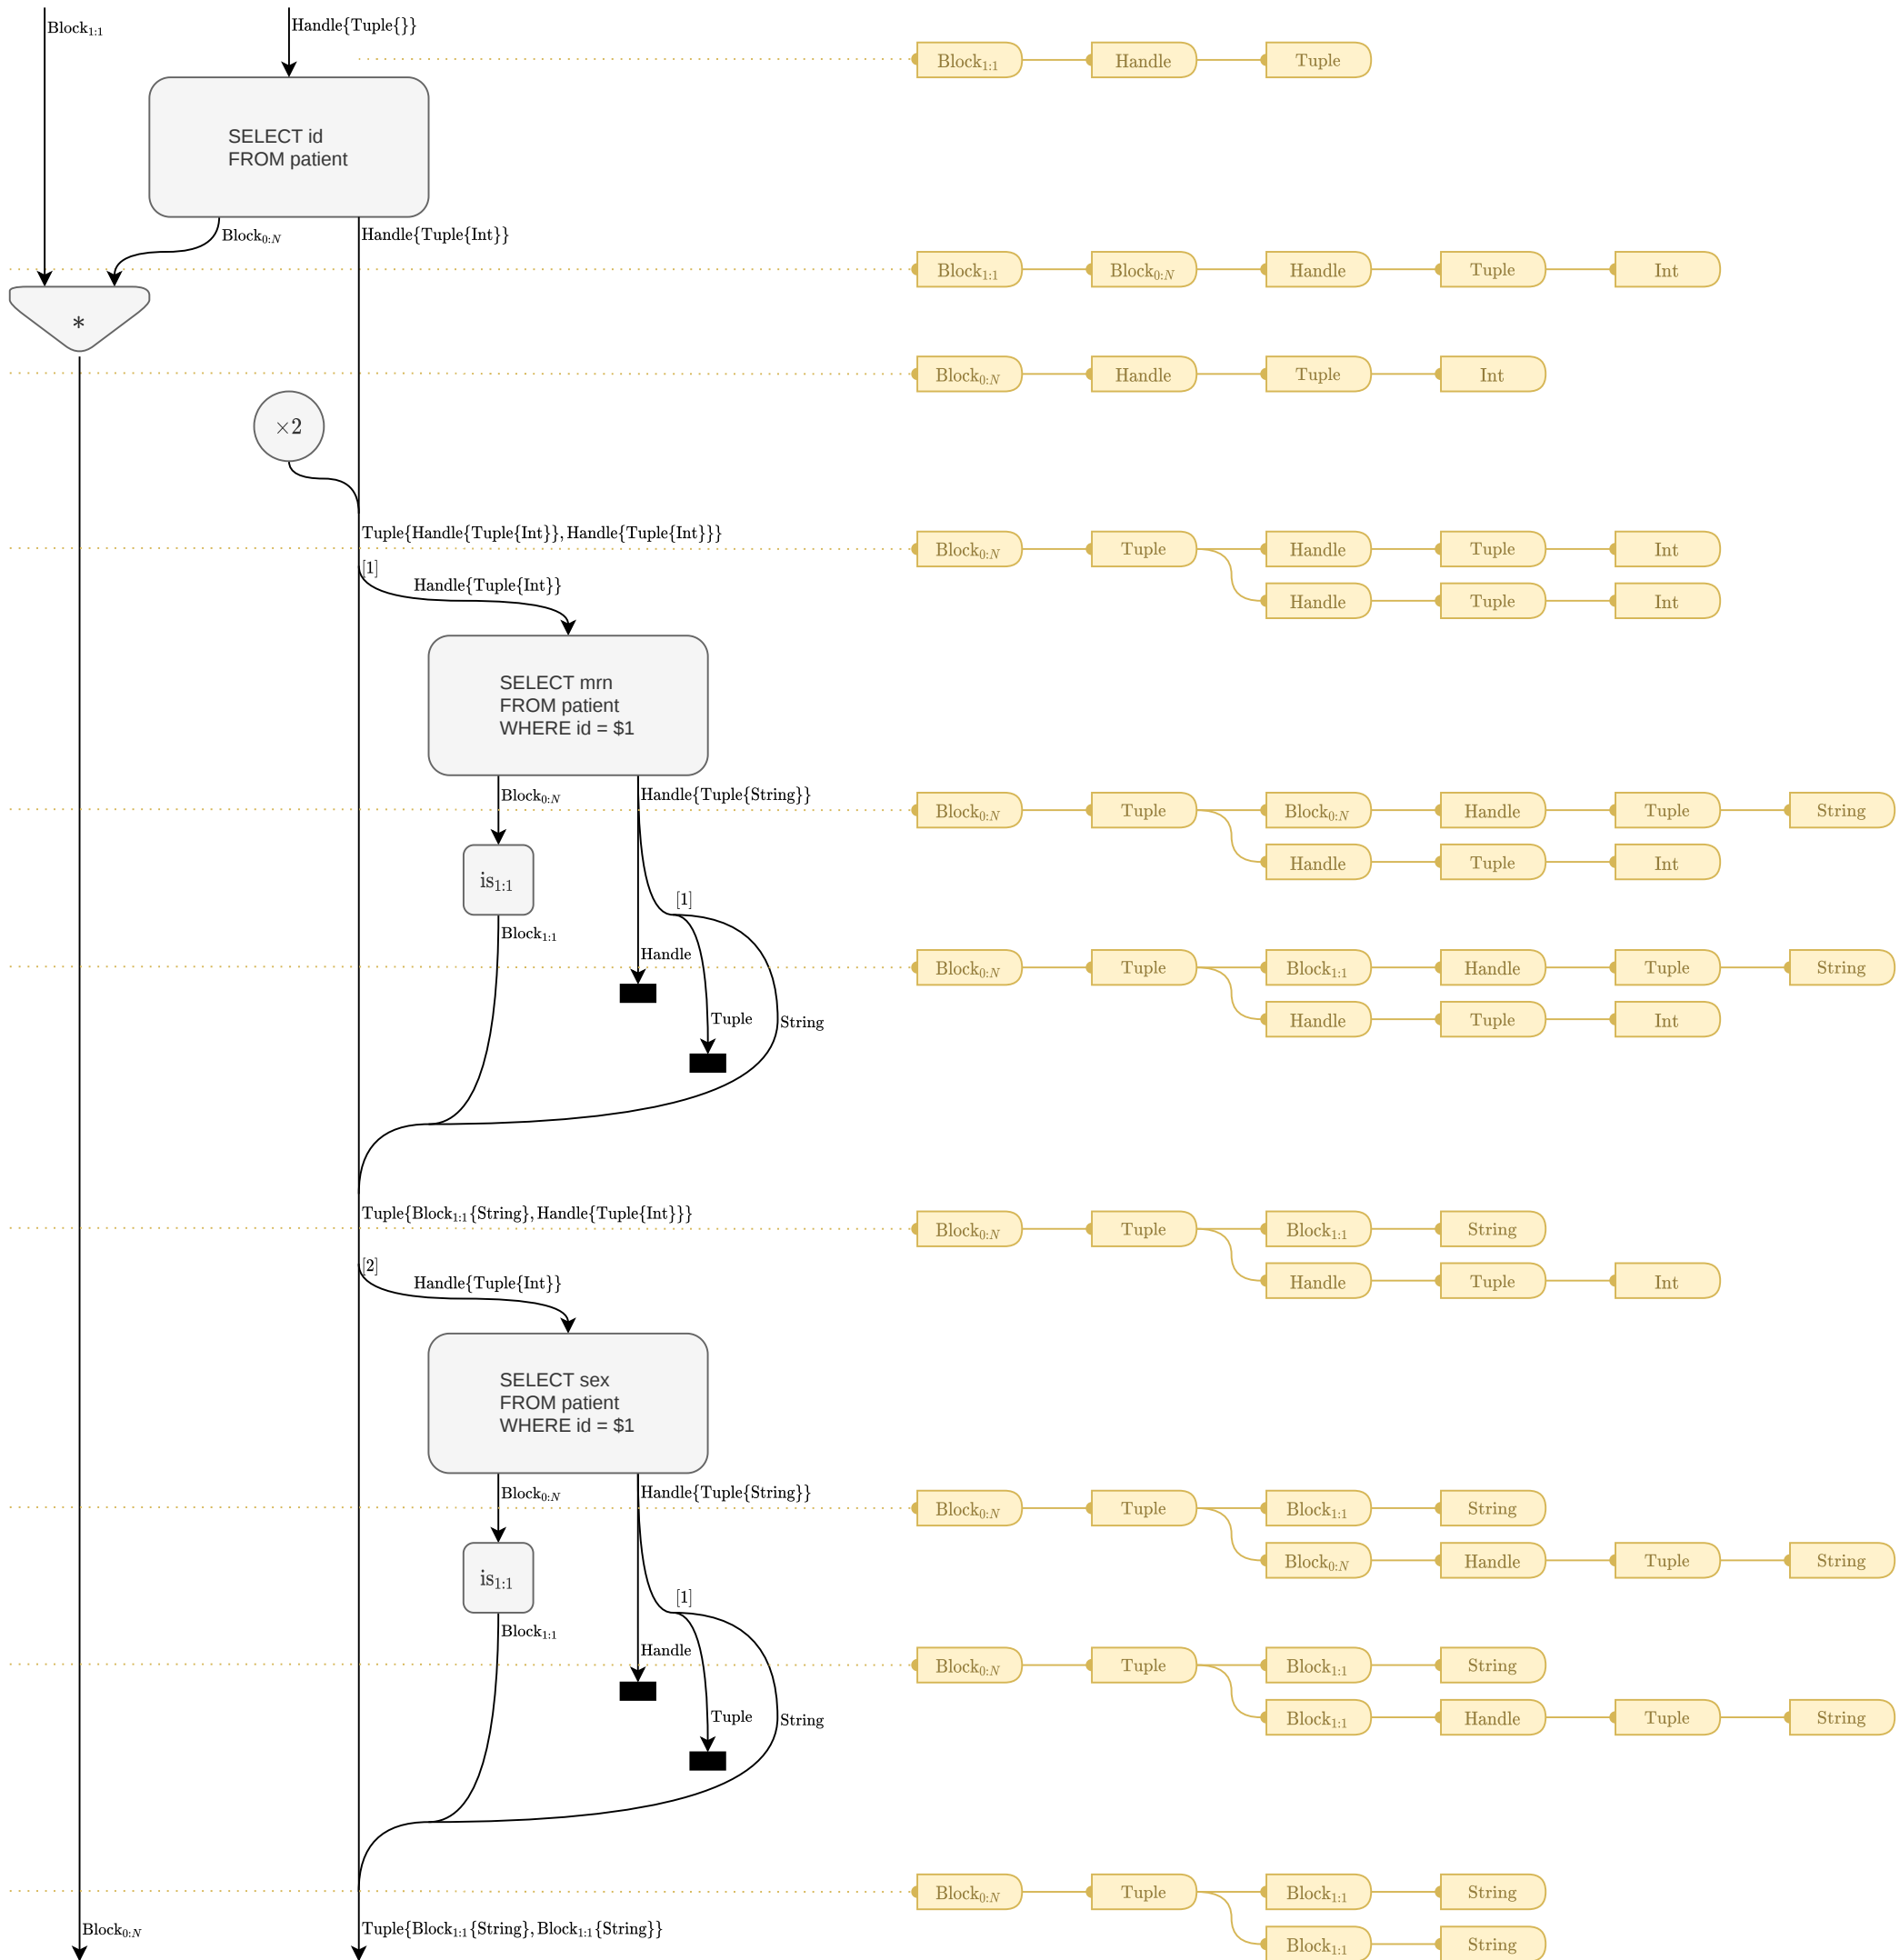 Block1:1
Handle{Tuple{}}
Block1:1 Handle Tuple
SELECT id
FROM patient
Block0:N
Handle{Tuple{Int}}
Block1:1 Block0:N Handle Tuple Int
*
Block0:N Handle Tuple Int
×2
Tuple{Handle{Tuple{Int}}, Handle{Tuple{Int}}}
Block0:N Tuple Handle Tuple Int
[1]
Handle{Tuple{Int}}
Handle Tuple Int
SELECT mrn
FROM patient
WHERE id = $1
Block0:N
Handle{Tuple{String}}
Block0:N Tuple Block0:N Handle Tuple String
Handle Tuple Int
is1:1
[1]
Block1:1
Handle
Block0:N Tuple Block1:1 Handle Tuple String
Tuple
String
Handle Tuple Int
Tuple{Block1:1{String}, Handle{Tuple{Int}}}
Block0:N Tuple Block1:1 String
[2]
Handle{Tuple{Int}}
Handle Tuple Int
SELECT sex
FROM patient
WHERE id = $1
Block0:N
Handle{Tuple{String}}
Block0:N Tuple Block1:1 String
Block0:N Handle Tuple String
is1:1
[1]
Block1:1
Handle
Block0:N Tuple Block1:1 String
Tuple
String
Block1:1 Handle Tuple String
Block0:N Tuple Block1:1 String
Block0:N
Tuple{Block1:1{String}, Block1:1{String}}
Block1:1 String